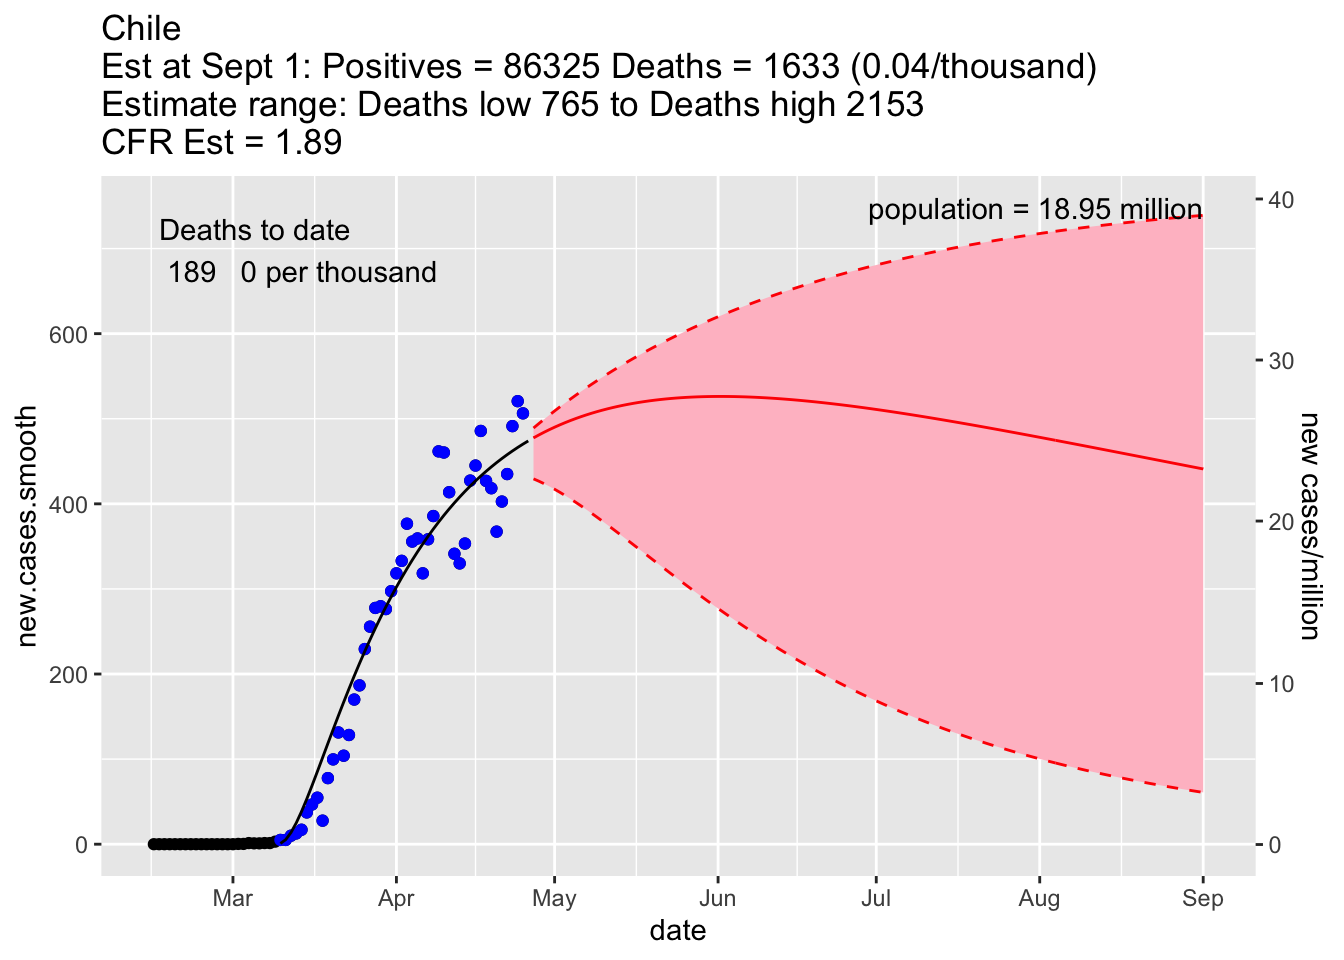 Chile
Est at Sept 1: Positives = 86325 Deaths = 1633 (0.04/thousand)
Estimate range: Deaths low 765 to Deaths high 2153
CFR Est = 1.89
Deaths to date
189 0 per thousand
population = 18.95 million
new.cases.smooth
600
400
200
0
40
30
20
10
0
new cases/million
Mar Apr May Jun Jul Aug Sep
date